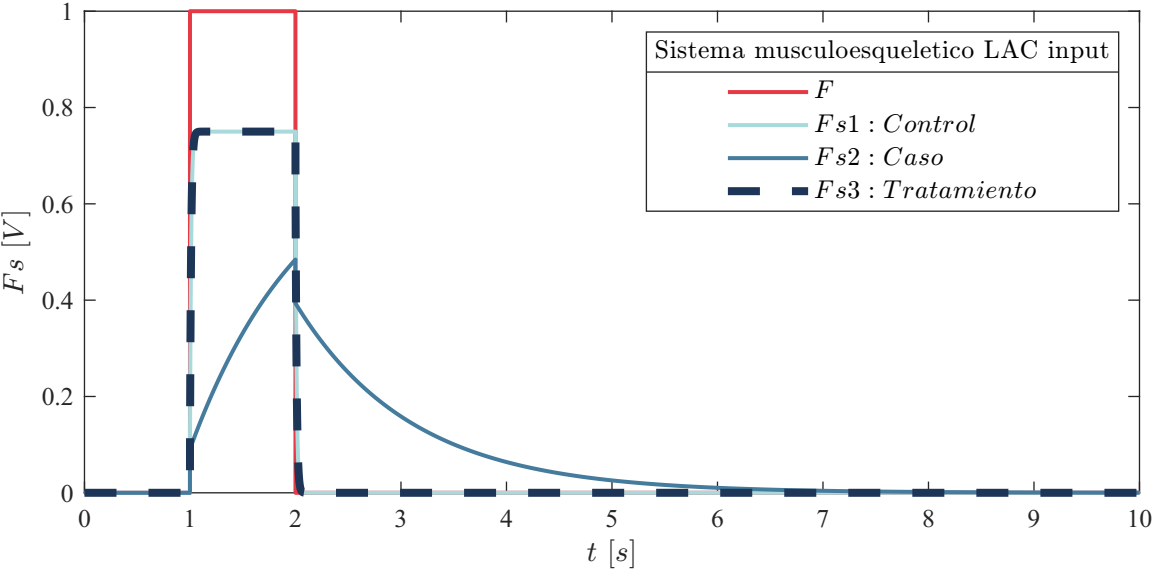 1
0.8
0.6
0.4
0.2
0
Fs [V]
Sistema musculoesqueletico LAC input
F
Fs1 : Control
Fs2 : Caso
Fs3 : Tratamiento
0 1 2 3 4 5 6 7 8 9 10
t [s]